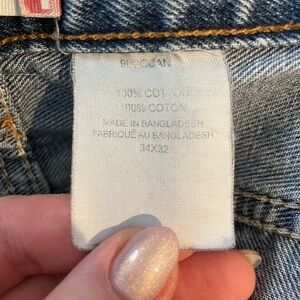 100% COTTON
100% COTON
MADE IN BANGLADESH
FABRIQUÉ AU BANGLADESH
34X32